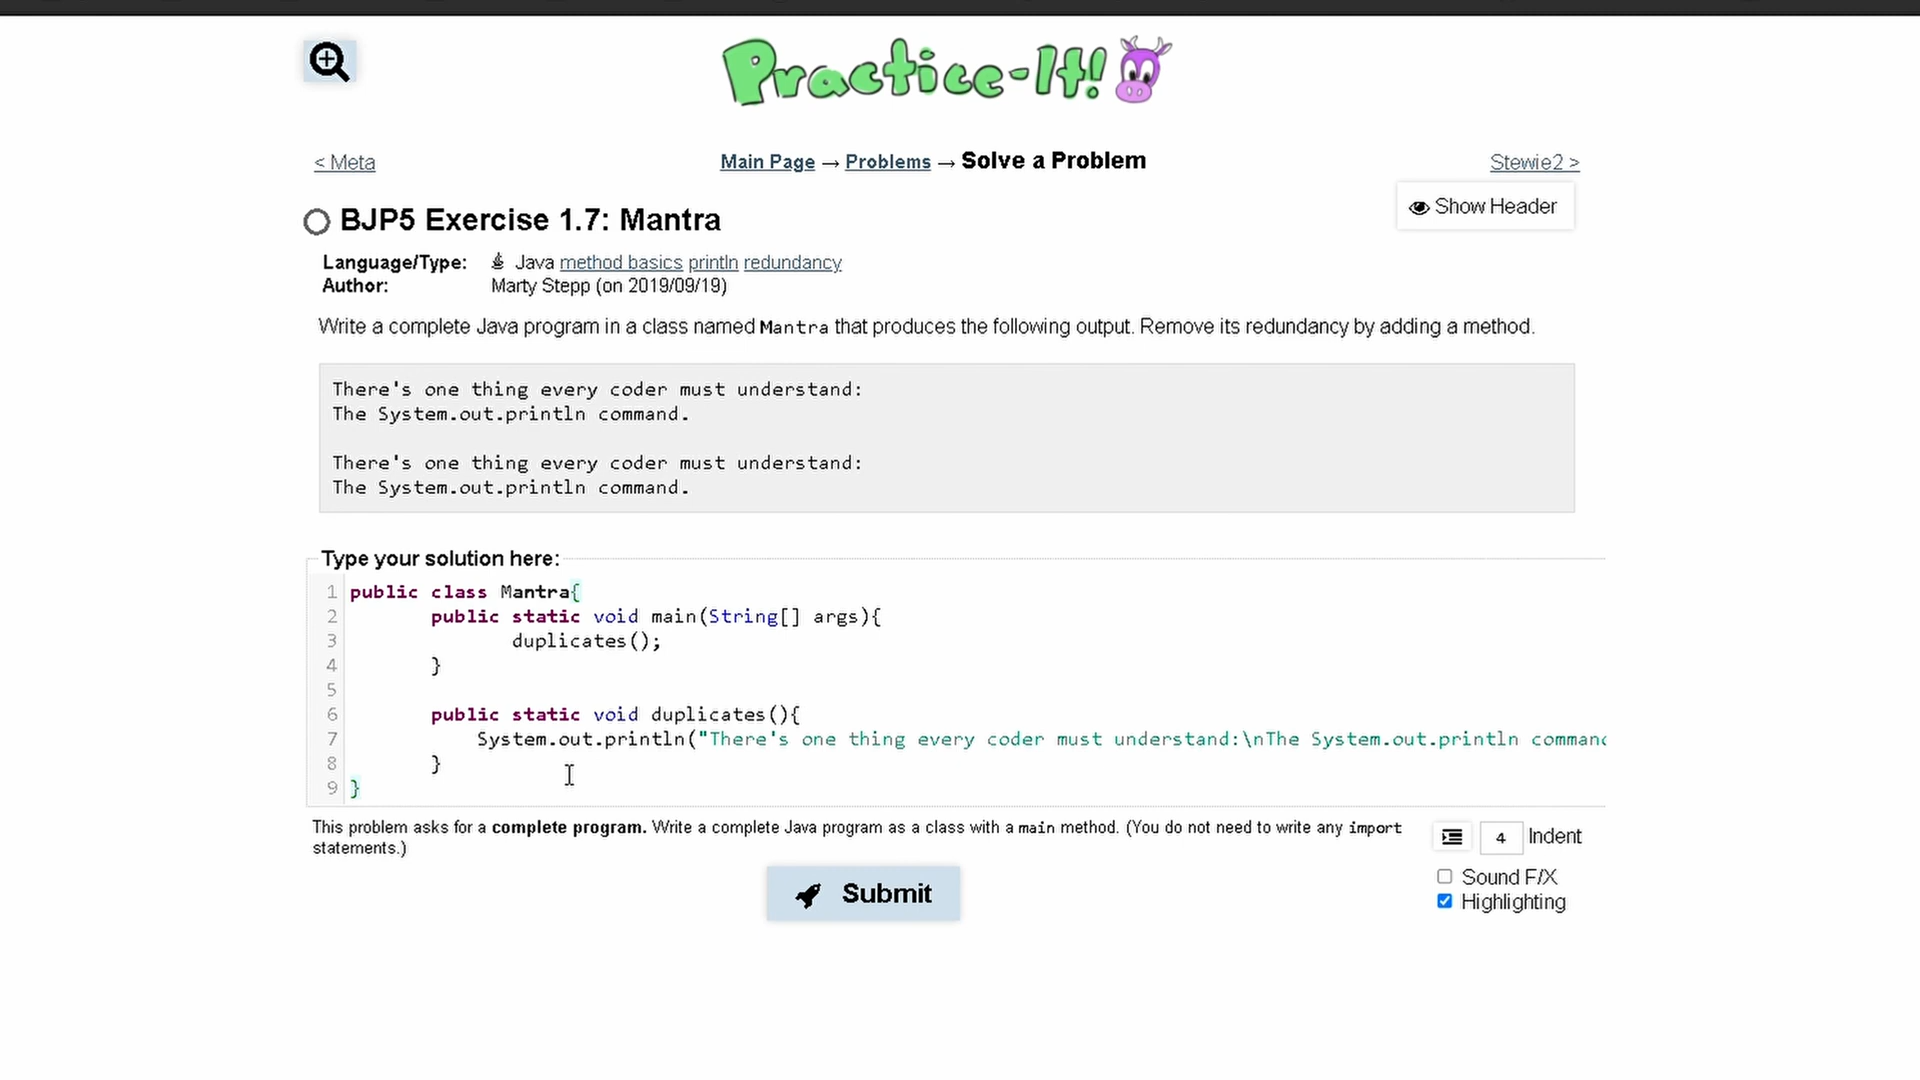 Practice-It!
< Meta
Main Page → Problems → Solve a Problem
Stewie2 >
Show Header
BJP5 Exercise 1.7: Mantra
Language/Type: Java method basics println redundancy
Author: Marty Stepp (on 2019/09/19)
Write a complete Java program in a class named Mantra that produces the following output. Remove its redundancy by adding a method.
There's one thing every coder must understand:
The System.out.println command.
There's one thing every coder must understand:
The System.out.println command.
Type your solution here:
1 public class Mantra{
2 public static void main(String[] args){
3 duplicates();
4 }
5
6 public static void duplicates(){
7 System.out.println("There's one thing every coder must understand:\nThe System.out.println comman
8 }
9 }
This problem asks for a complete program. Write a complete Java program as a class with a main method. (You do not need to write any import
statements.)
4 Indent
Sound F/X
Highlighting
Submit